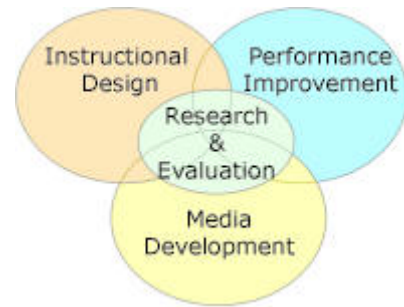 Instructional
Design
Performance
Improvement
Research
&
Evaluation
Media
Development